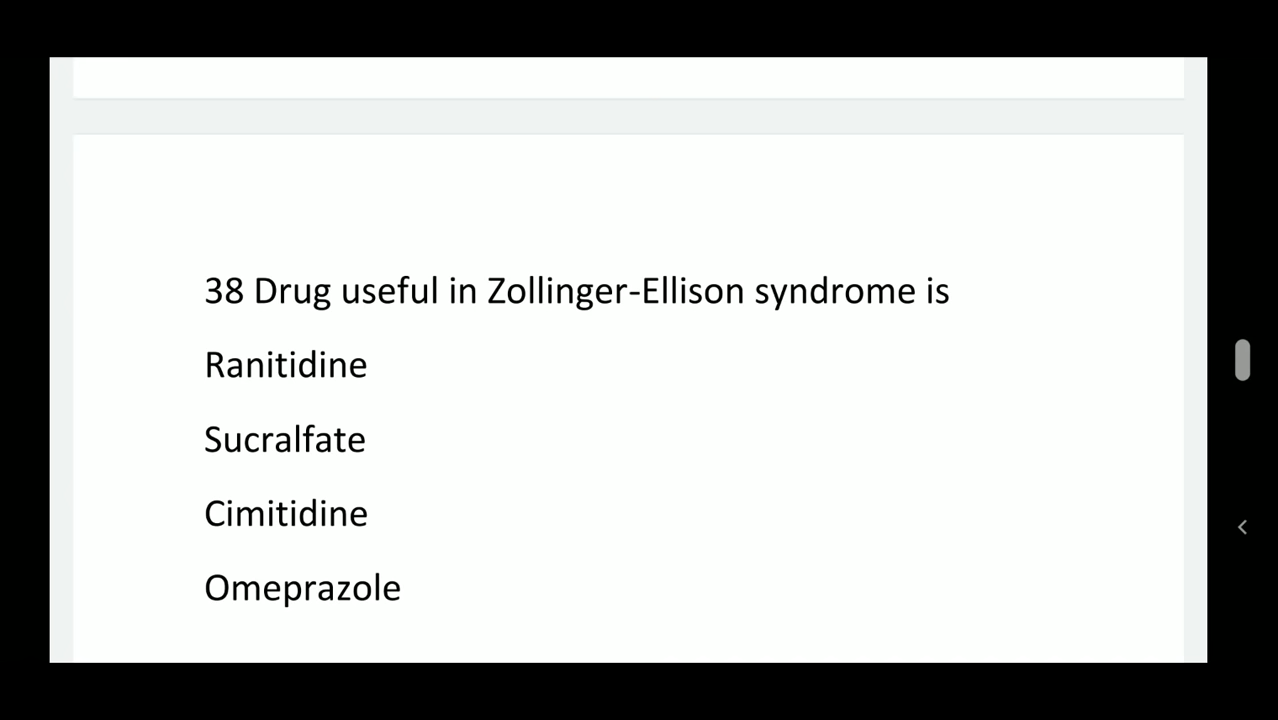 38 Drug useful in Zollinger-Ellison syndrome is
Ranitidine
Sucralfate
Cimitidine
Omeprazole